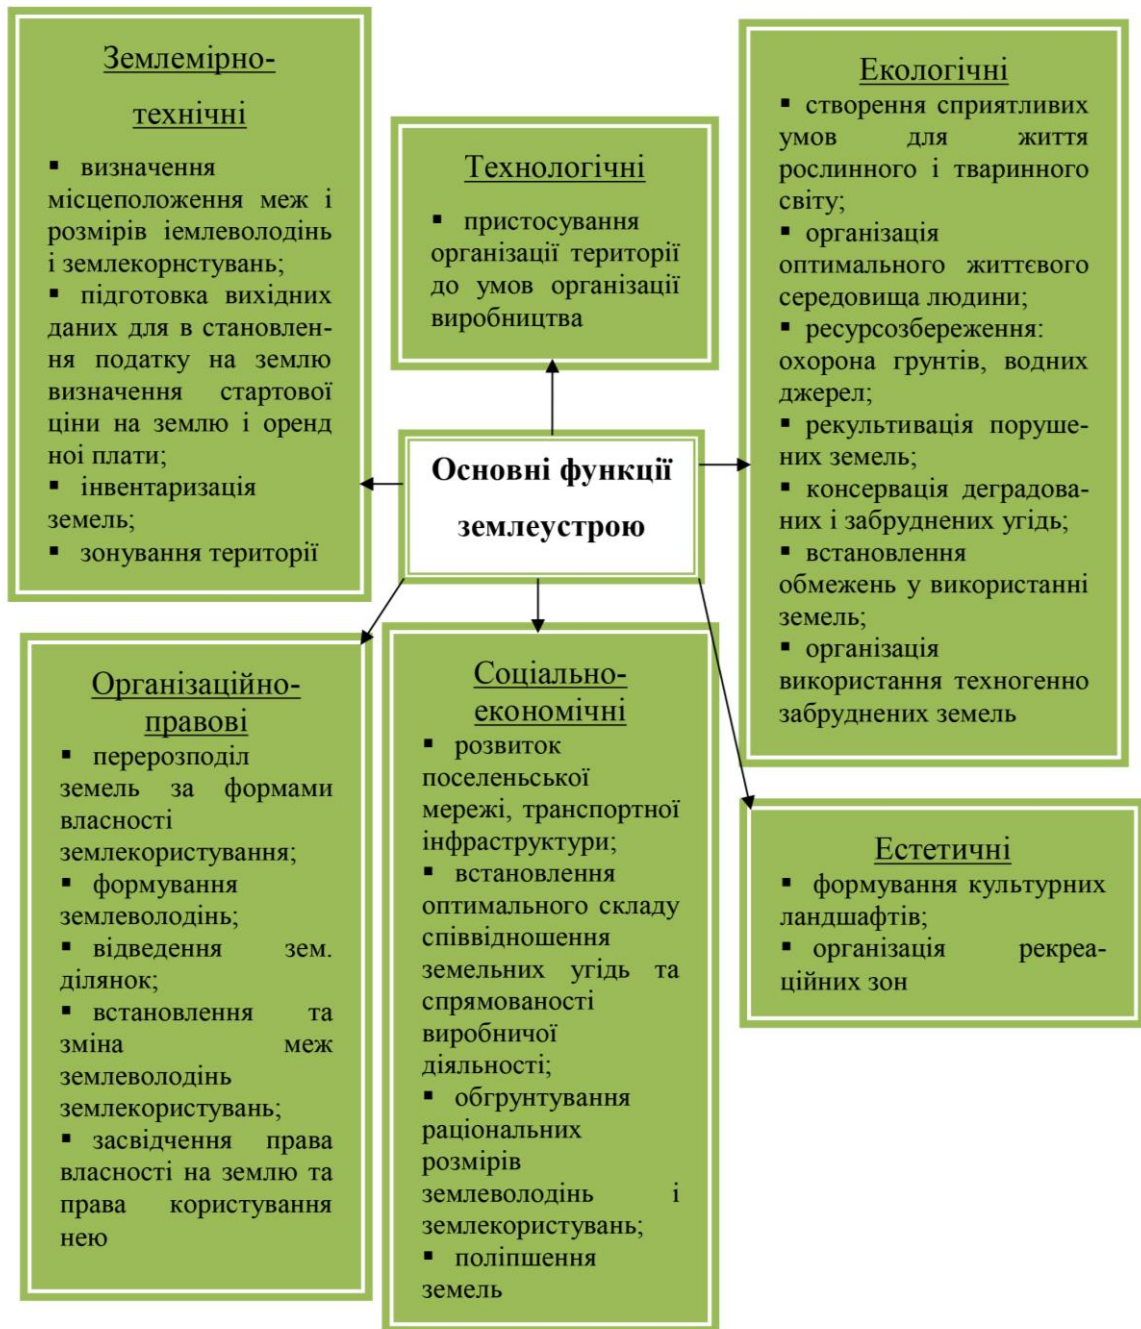 Землемірно-
технічні
▪ визначення
місцеположення меж і
розмірів іемлеволодінь
і землекорнстувань;
▪ підготовка вихідних
даних для в становлен-
ня податку на землю
визначення стартової
ціни на землю і оренд
ноі плати;
▪ інвентаризація
земель;
▪ зонування території
Технологічні
▪ пристосування
організації території
до умов організації
виробництва
Екологічні
▪ створення сприятливих
умов для життя
рослинного і тваринного
світу;
▪ організація
оптимального життєвого
середовища людини;
▪ ресурсозбереження:
охорона грунтів, водних
джерел;
▪ рекультивація поруше-
них земель;
▪ консервація деградова-
них і забруднених угідь;
▪ встановлення
обмежень у використанні
земель;
▪ організація
використання техногенно
забруднених земель
Основні функції
землеустрою
Організаційно-
правові
▪ перерозподіл
земель за формами
власності
землекористування;
▪ формування
землеволодінь;
▪ відведення зем.
ділянок;
▪ встановлення та
зміна меж
землеволодінь
землекористувань;
▪ засвідчення права
власності на землю та
права користування
нею
Соціально-
економічні
▪ розвиток
поселенської
мережі, транспортної
інфраструктури;
▪ встановлення
оптимального складу
співвідношення
земельних угідь та
спрямованості
виробничої
діяльності;
▪ обгрунтування
раціональних
розмірів
землеволодінь і
землекористувань;
▪ поліпшення
земель
Естетичні
▪ формування культурних
ландшафтів;
▪ організація рекреа-
ційних зон